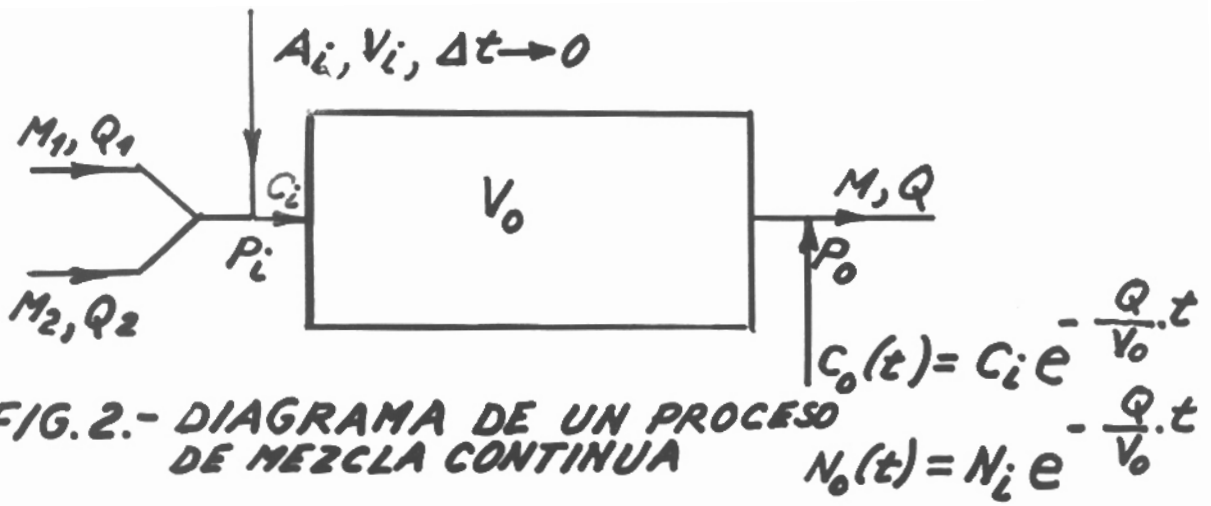 Ai, Vi, Δt→0
M1, Q1
Ci
V0
M, Q
Pi
P0
M2, Q2
C0(t)= Ci e^-Q/V0.t
FIG.2.- DIAGRAMA DE UN PROCESO
DE MEZCLA CONTINUA
N0(t)= Ni e^-Q/V0.t